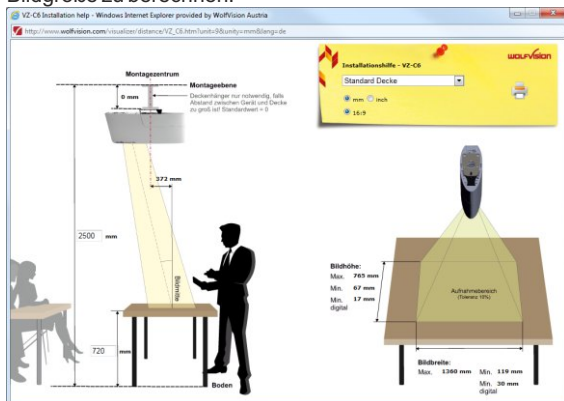 Bildgröße zu berechnen.
VZ-C6 Installation help - Windows Internet Explorer provided by WolfVision Austria
http://www.wolfvision.com/visualizer/distance/VZ_C6.htm?unit=9&unity=mm&lang=de
Montagezentrum
Montageebene
0 mm
Deckenhänger nur notwendig, falls
Abstand zwischen Gerät und Decke
zu groß ist! Standardwert = 0
372 mm
2500 mm
Bildmitte
720 mm
Boden
Installationshilfe - VZ-C6
WOLFVISION
Standard Decke
mm inch
16:9
Bildhöhe:
Max. 765 mm
Min. 67 mm
Min. 17 mm
digital
Aufnahmebereich
(Toleranz 10%)
Bildbreite:
Max. 1360 mm Min. 119 mm
Min. 30 mm
digital